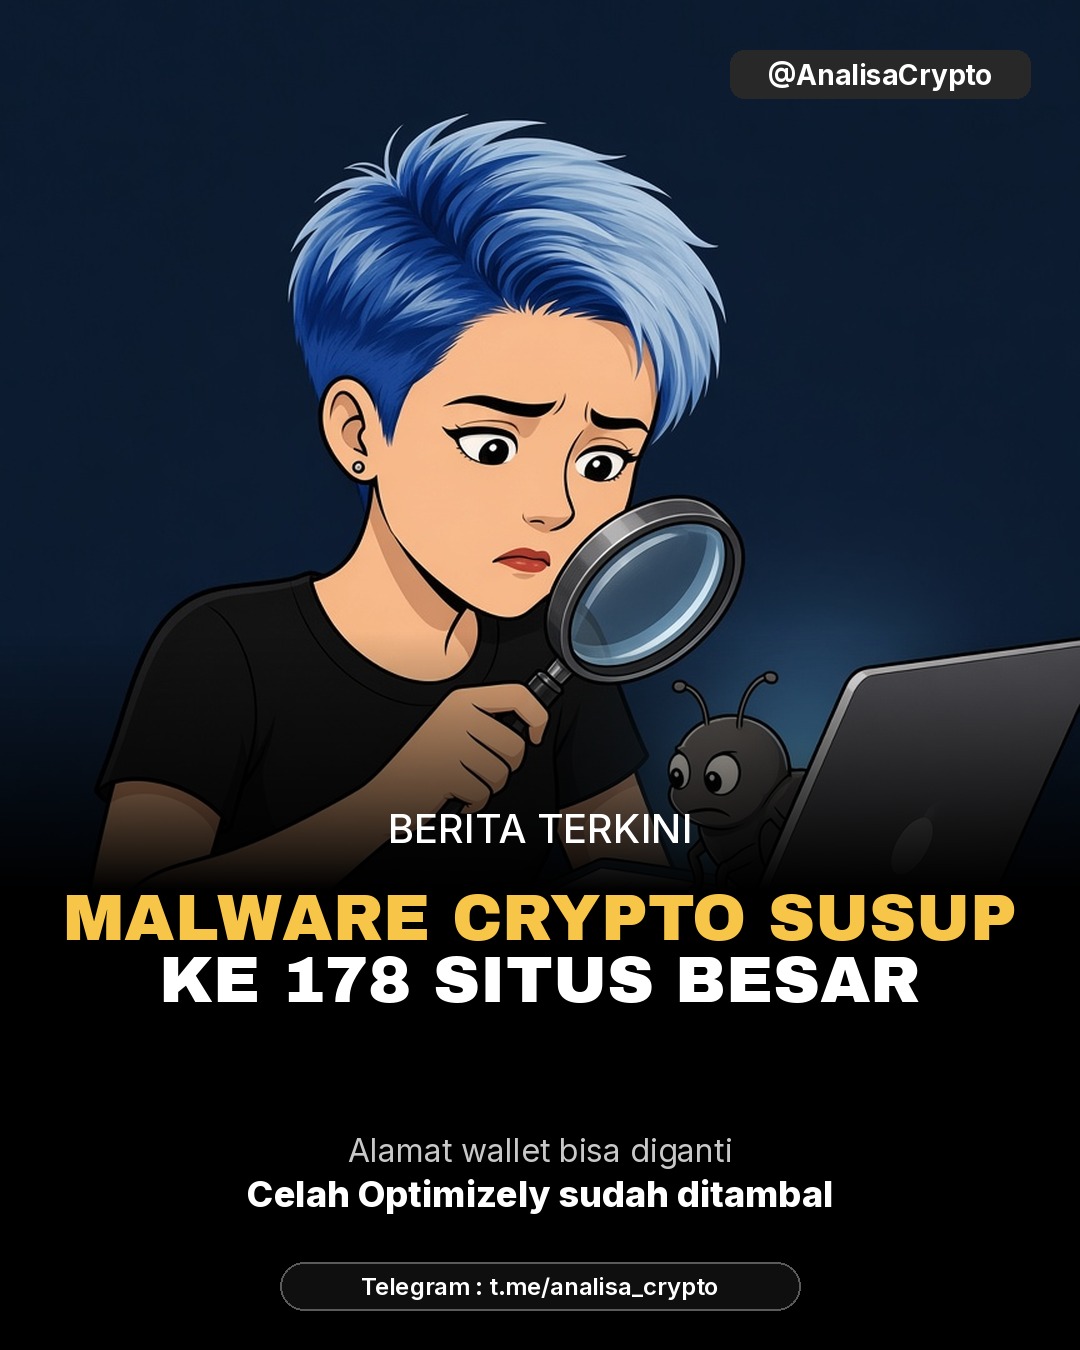 @AnalisaCrypto
BERITA TERKINI
MALWARE CRYPTO SUSUP
KE 178 SITUS BESAR
Alamat wallet bisa diganti
Celah Optimizely sudah ditambal
Telegram : t.me/analisa_crypto